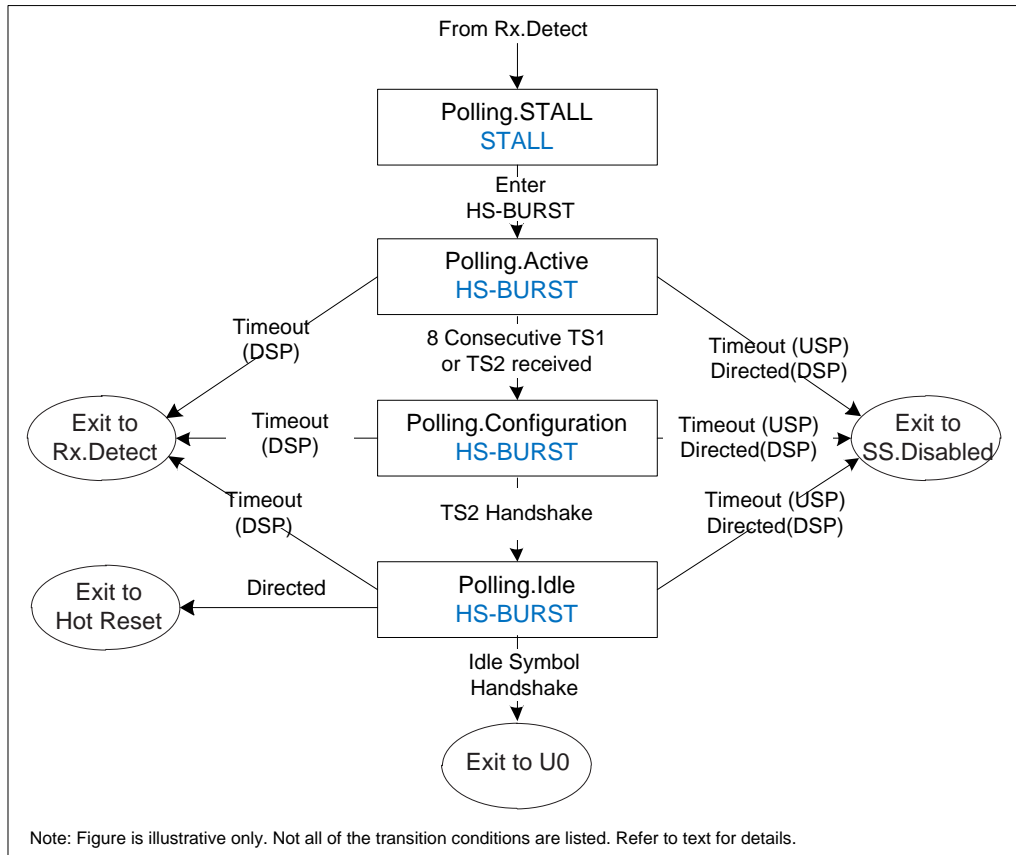 From Rx.Detect
Polling.STALL
STALL
Enter
HS-BURST
Polling.Active
HS-BURST
Timeout
(DSP)
8 Consecutive TS1
or TS2 received
Timeout (USP)
Directed(DSP)
Exit to
Rx.Detect
Timeout
(DSP)
Polling.Configuration
HS-BURST
Timeout (USP)
Directed(DSP)
Exit to
SS.Disabled
Timeout
(DSP)
TS2 Handshake
Timeout (USP)
Directed(DSP)
Exit to
Hot Reset
Directed
Polling.Idle
HS-BURST
Idle Symbol
Handshake
Exit to U0
Note: Figure is illustrative only. Not all of the transition conditions are listed. Refer to text for details.